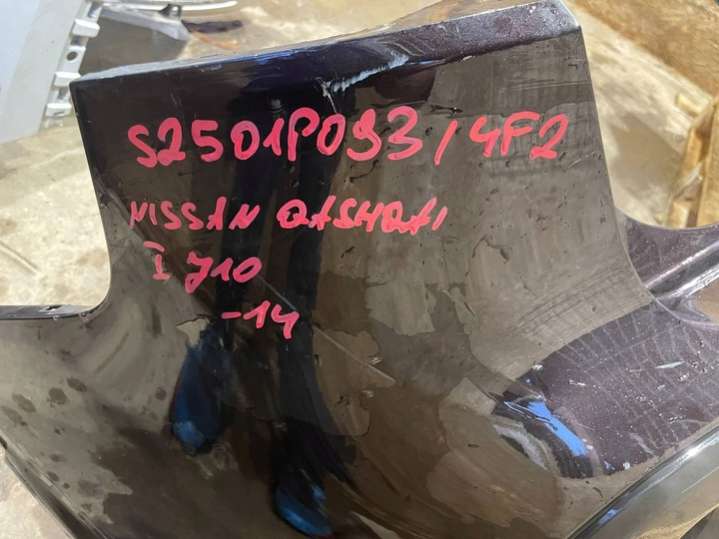 S2501P093/4F2
NISSAN QASHQAI
I J10
-14